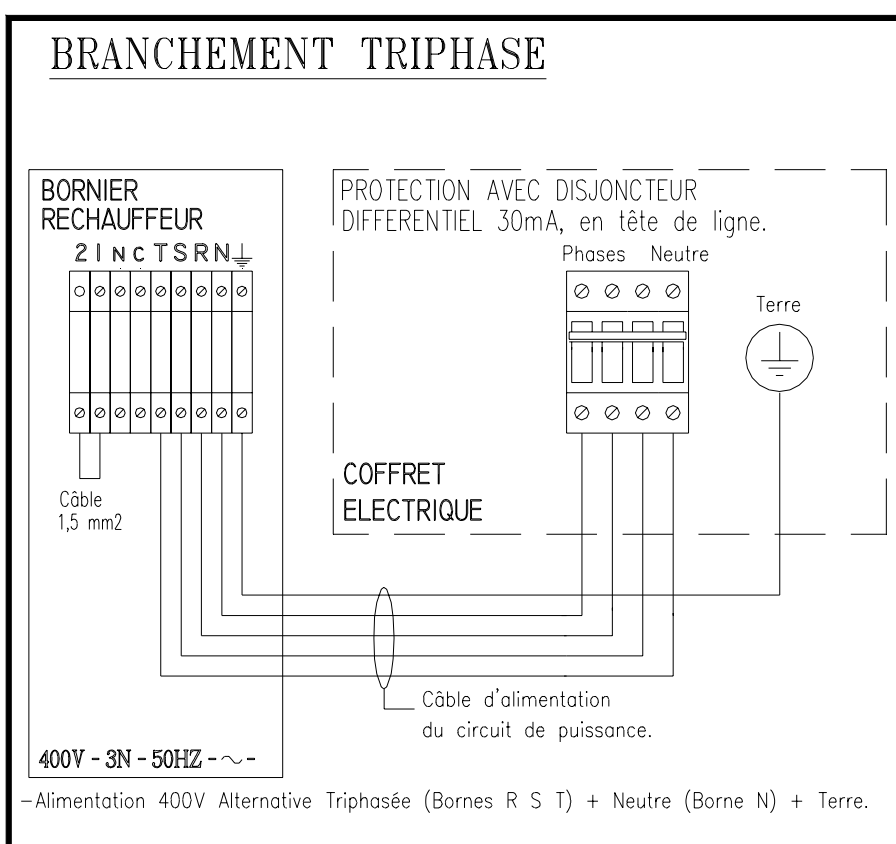 BRANCHEMENT TRIPHASE
BORNIER
RECHAUFFEUR
2 1 N C T S R N
PROTECTION AVEC DISJONCTEUR
DIFFERENTIEL 30mA, en tête de ligne.
Phases Neutre
Terre
COFFRET
ELECTRIQUE
Câble
1,5 mm2
Câble d'alimentation
du circuit de puissance.
400V - 3N - 50HZ - ~ -
-Alimentation 400V Alternative Triphasée (Bornes R S T) + Neutre (Borne N) + Terre.